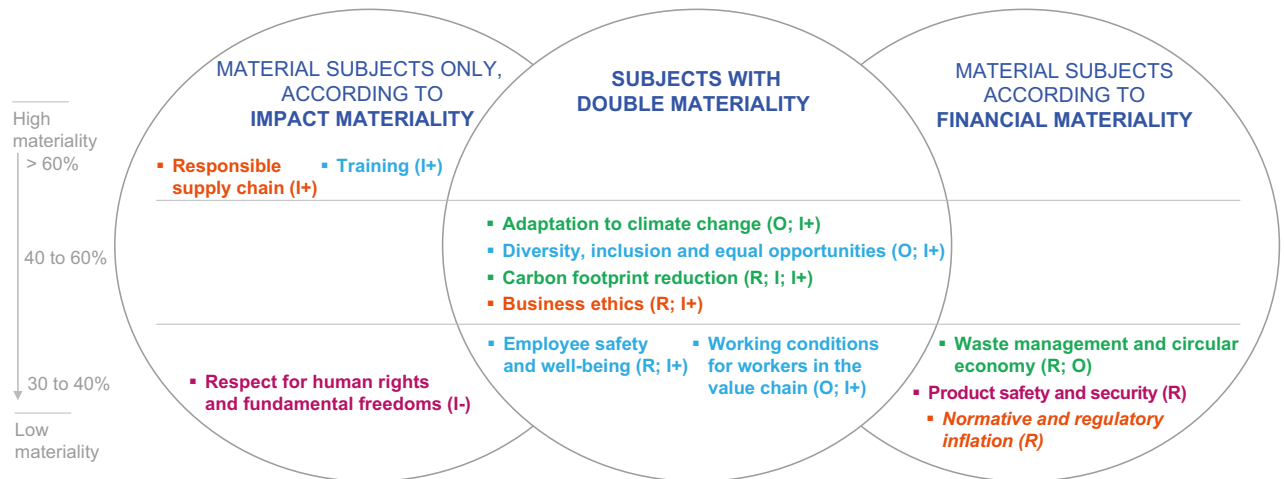 MATERIAL SUBJECTS ONLY,
ACCORDING TO
IMPACT MATERIALITY
SUBJECTS WITH
DOUBLE MATERIALITY
MATERIAL SUBJECTS
ACCORDING TO
FINANCIAL MATERIALITY
High
materiality
> 60%
40 to 60%
30 to 40%
Low
materiality
▪ Responsible
supply chain (I+)
▪ Training (I+)
▪ Adaptation to climate change (O; I+)
▪ Diversity, inclusion and equal opportunities (O; I+)
▪ Carbon footprint reduction (R; I; I+)
▪ Business ethics (R; I+)
▪ Respect for human rights
and fundamental freedoms (I-)
▪ Employee safety
and well-being (R; I+)
▪ Working conditions
for workers in the
value chain (O; I+)
▪ Waste management and circular
economy (R; O)
▪ Product safety and security (R)
▪ Normative and regulatory
inflation (R)